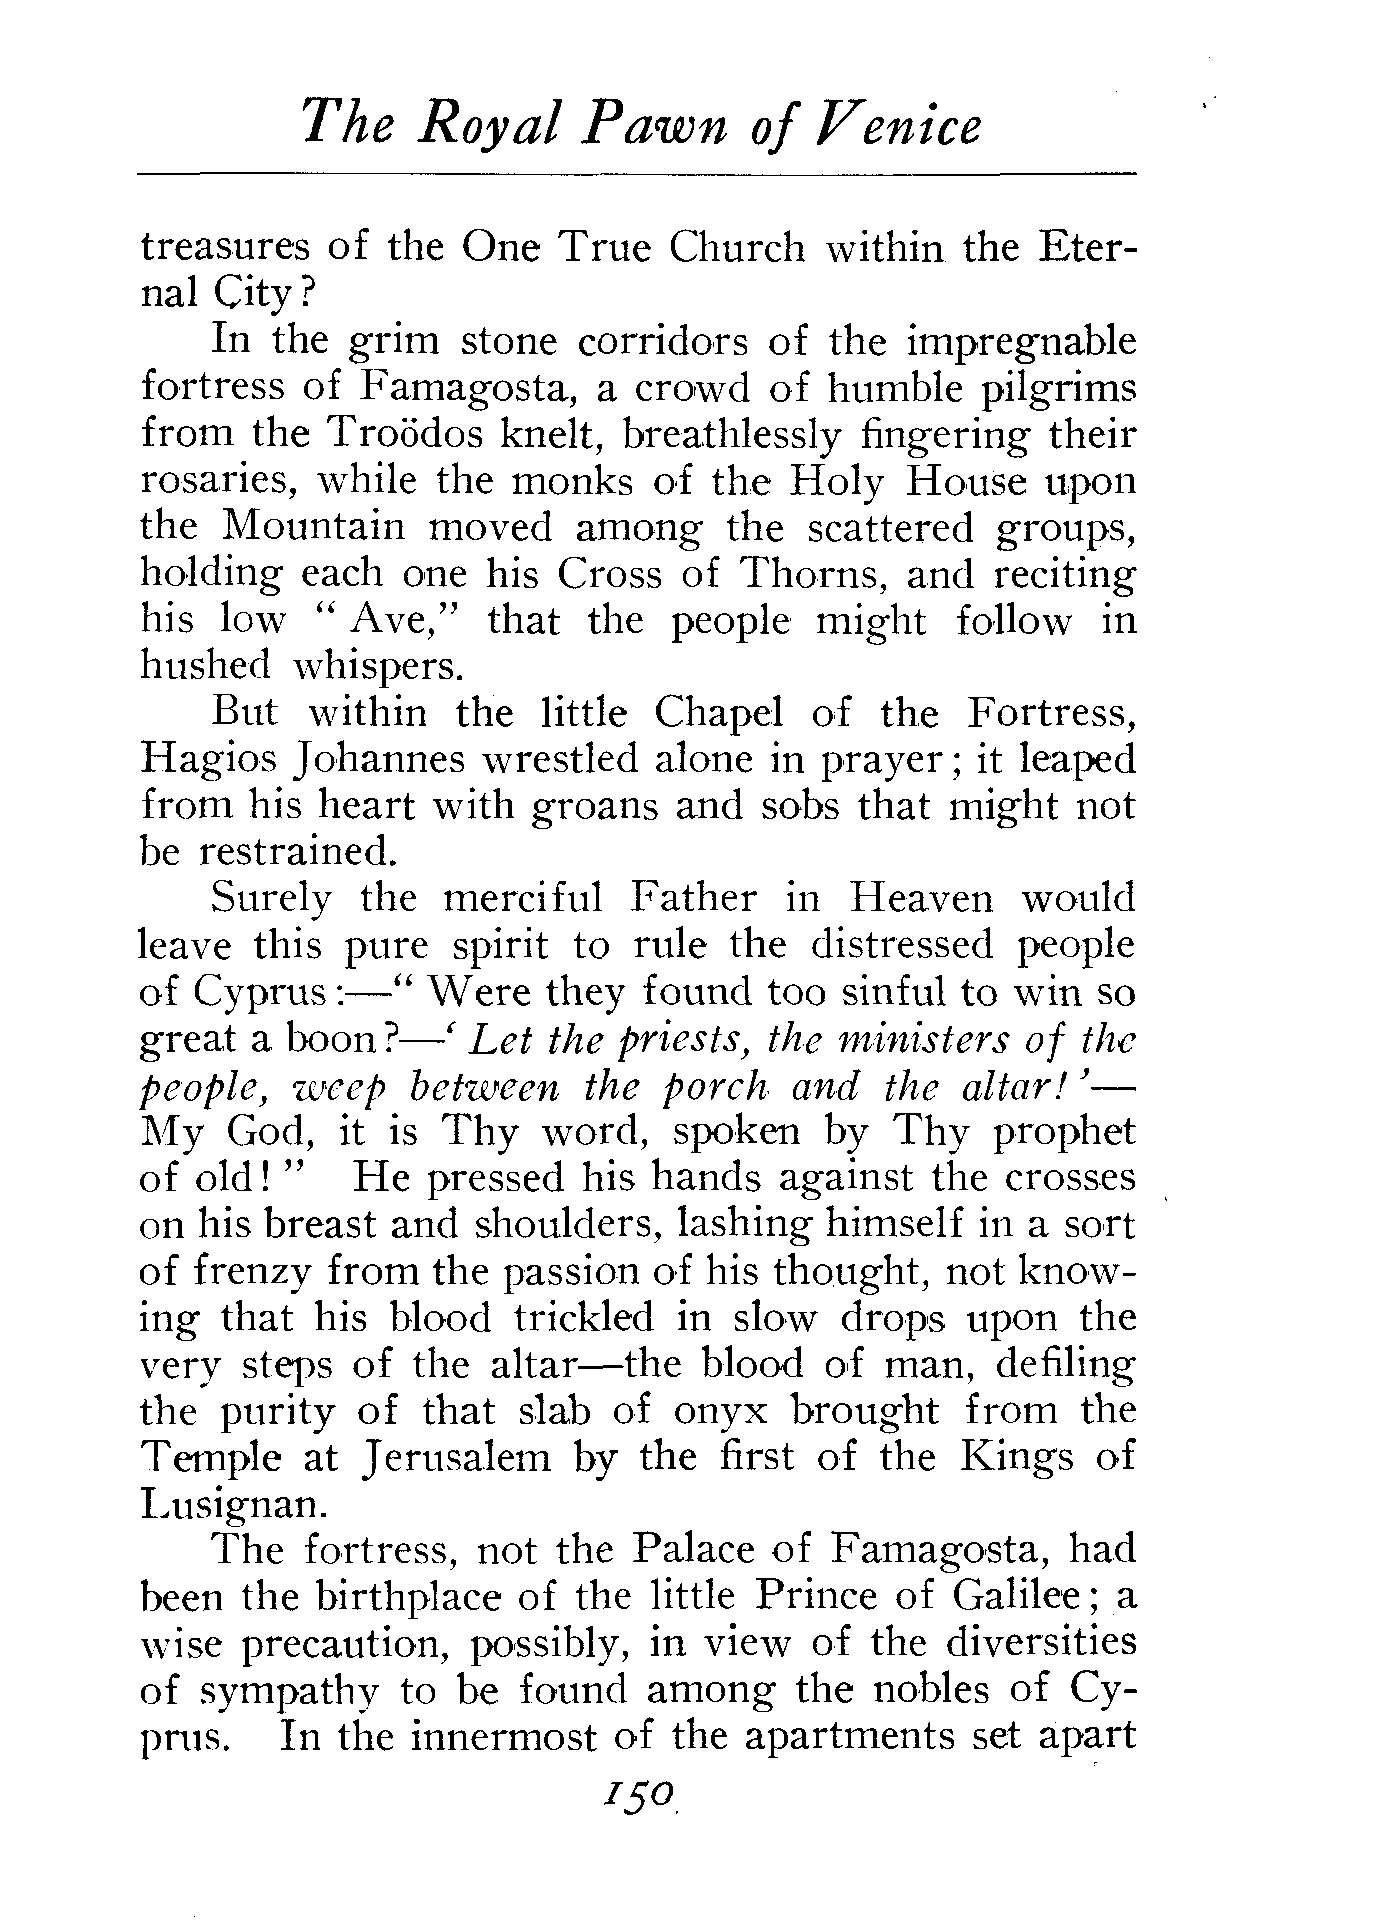 The Royal Pawn of Venice
treasures of the One True Church within the Eter-
nal City?
In the grim stone corridors of the impregnable
fortress of Famagosta, a crowd of humble pilgrims
from the Troödos knelt, breathlessly fingering their
rosaries, while the monks of the Holy House upon
the Mountain moved among the scattered groups,
holding each one his Cross of Thorns, and reciting
his low " Ave," that the people might follow in
hushed whispers.
But within the little Chapel of the Fortress,
Hagios Johannes wrestled alone in prayer; it leaped
from his heart with groans and sobs that might not
be restrained.
Surely the merciful Father in Heaven would
leave this pure spirit to rule the distressed people
of Cyprus:—" Were they found too sinful to win so
great a boon?—' Let the priests, the ministers of the
people, weep between the porch and the altar!'—
My God, it is Thy word, spoken by Thy prophet
of old!" He pressed his hands against the crosses
on his breast and shoulders, lashing himself in a sort
of frenzy from the passion of his thought, not know-
ing that his blood trickled in slow drops upon the
very steps of the altar—the blood of man, defiling
the purity of that slab of onyx brought from the
Temple at Jerusalem by the first of the Kings of
Lusignan.
The fortress, not the Palace of Famagosta, had
been the birthplace of the little Prince of Galilee; a
wise precaution, possibly, in view of the diversities
of sympathy to be found among the nobles of Cy-
prus. In the innermost of the apartments set apart
150